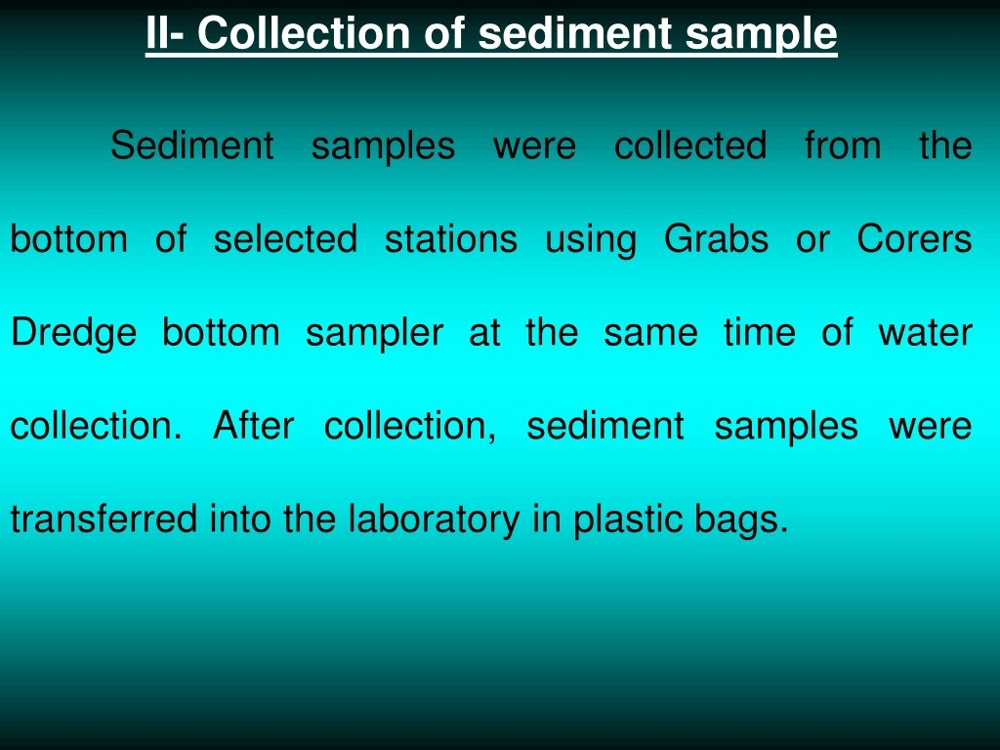 II- Collection of sediment sample
Sediment samples were collected from the
bottom of selected stations using Grabs or Corers
Dredge bottom sampler at the same time of water
collection. After collection, sediment samples were
transferred into the laboratory in plastic bags.